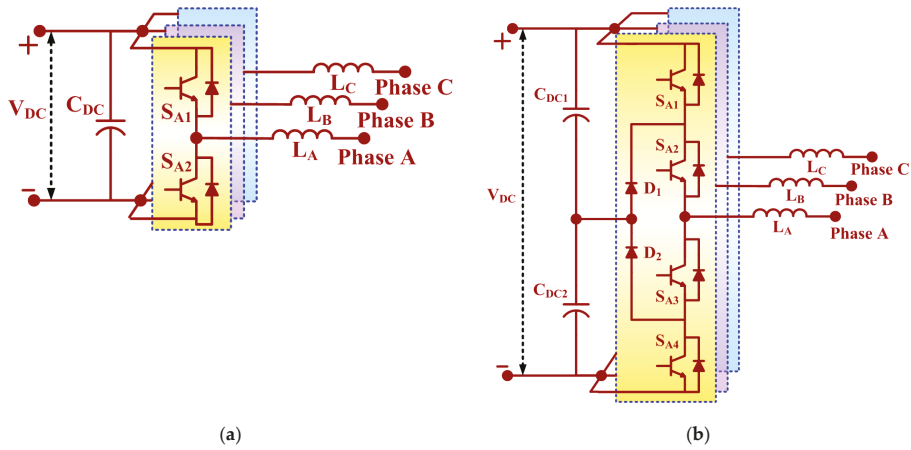 +
V_DC
C_DC
S_A1
S_A2
L_C
Phase C
L_B
Phase B
L_A
Phase A
−
(a)
+
V_DC
C_DC1
C_DC2
S_A1
S_A2
D_1
D_2
S_A3
S_A4
L_C
Phase C
L_B
Phase B
L_A
Phase A
−
(b)